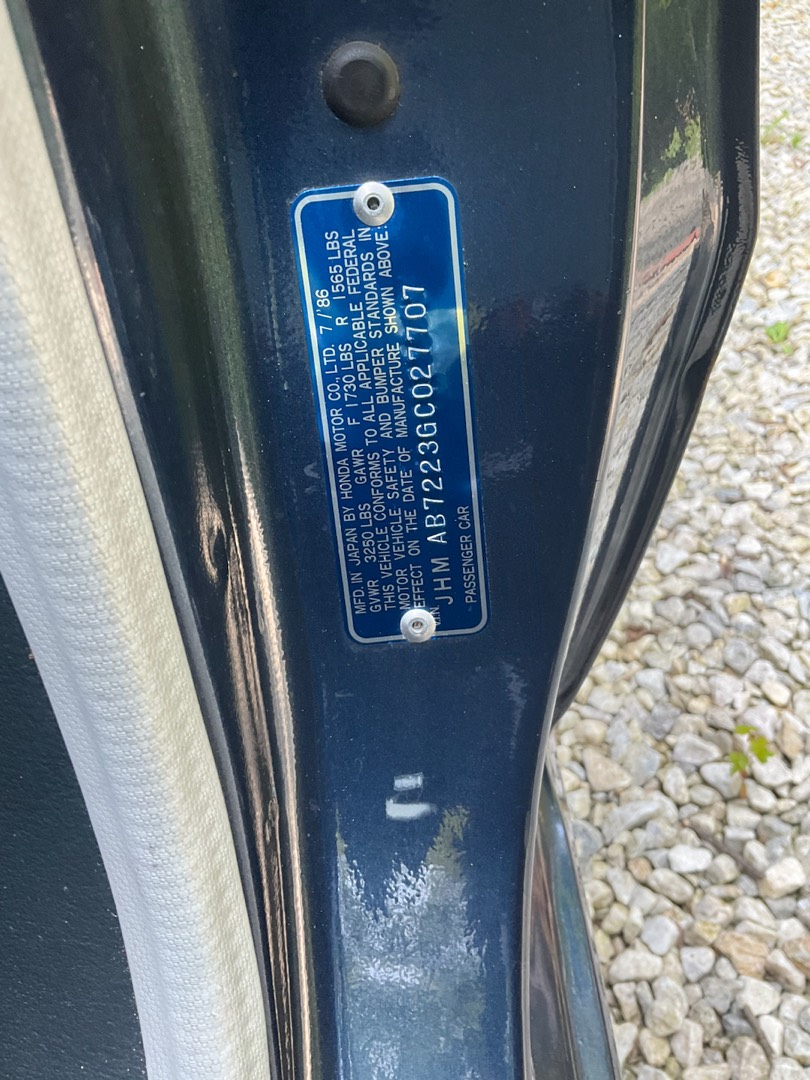 MFD. IN JAPAN BY HONDA MOTOR CO., LTD. 7/'86
GVWR 3250 LBS GAWR F 1730 LBS R 1565 LBS
THIS VEHICLE CONFORMS TO ALL APPLICABLE FEDERAL
MOTOR VEHICLE SAFETY AND BUMPER STANDARDS IN
EFFECT ON THE DATE OF MANUFACTURE SHOWN ABOVE.
V.I.N. JHM AB7223GC027707
PASSENGER CAR